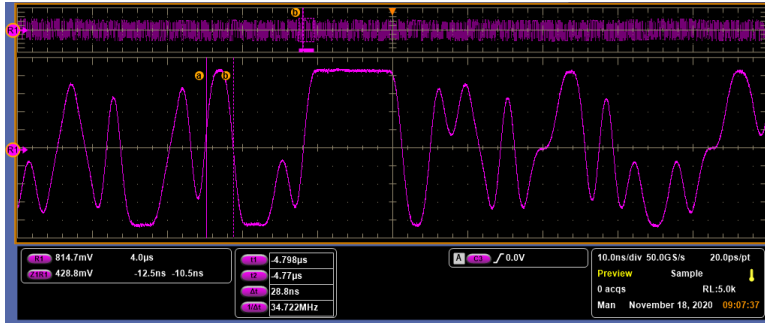 b
R1
a b
R1
R1 814.7mV 4.0µs
Z1R1 428.8mV -12.5ns -10.5ns
t1 -4.798µs
t2 -4.77µs
Δt 28.8ns
1/Δt 34.722MHz
A C3 0.0V
10.0ns/div 50.0GS/s 20.0ps/pt
Preview Sample
0 acqs RL:5.0k
Man November 18, 2020 09:07:37